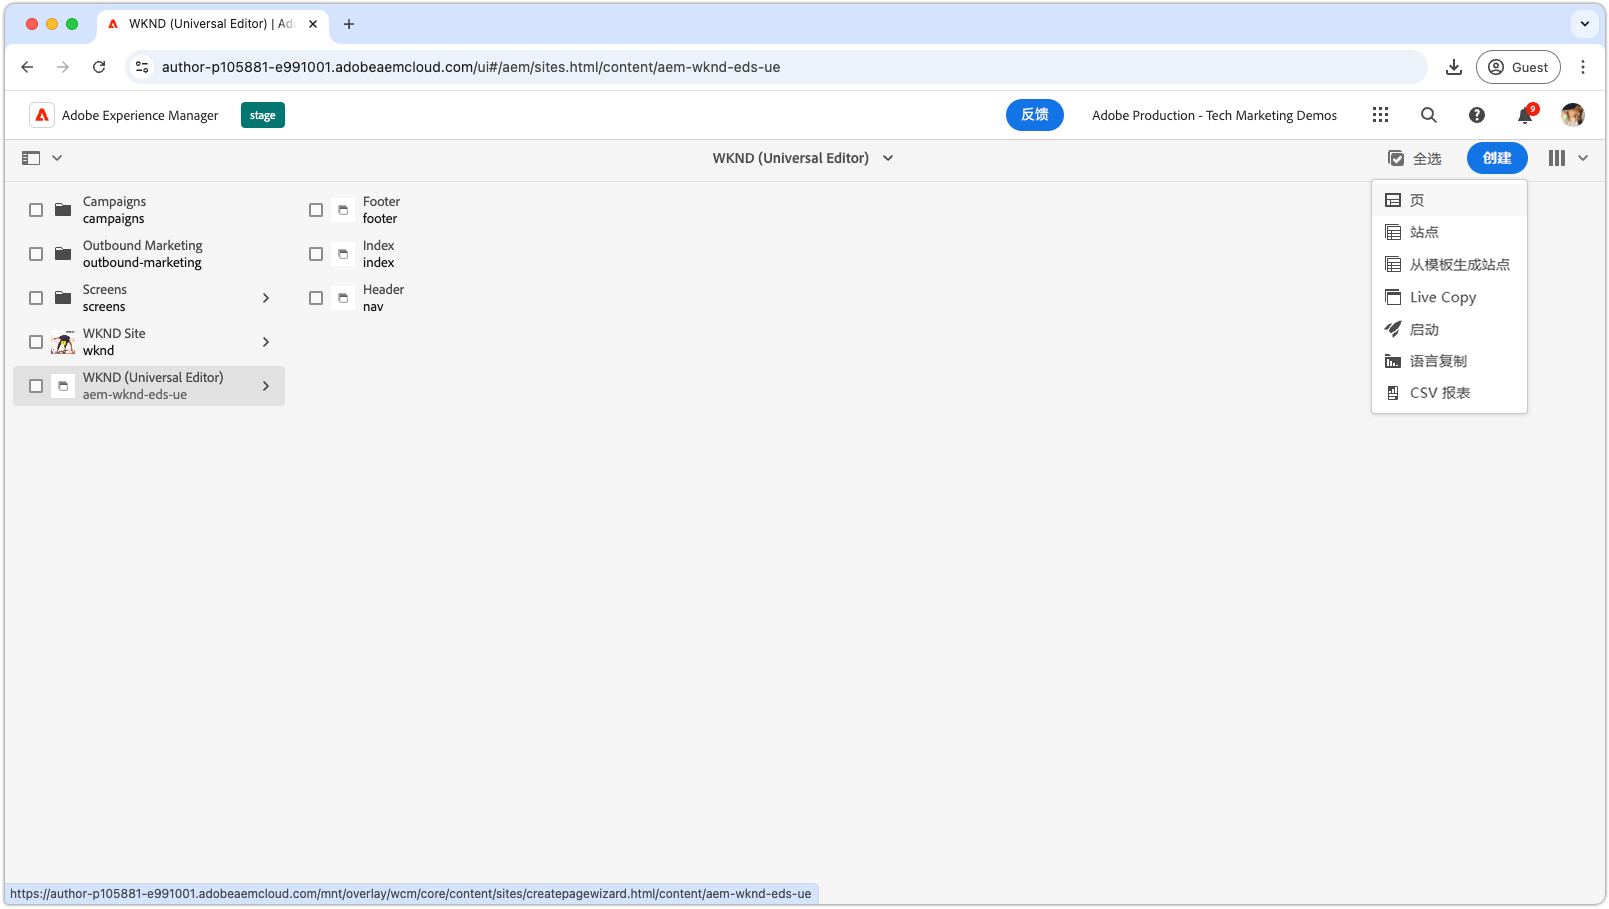 WKND (Universal Editor) | Ad
author-p105881-e991001.adobeaemcloud.com/ui#/aem/sites.html/content/aem-wknd-eds-ue
Guest
Adobe Experience Manager
stage
反馈
Adobe Production - Tech Marketing Demos
9
WKND (Universal Editor)
全选
创建
Campaigns
campaigns
Outbound Marketing
outbound-marketing
Screens
screens
WKND Site
wknd
WKND (Universal Editor)
aem-wknd-eds-ue
Footer
footer
Index
index
Header
nav
页
站点
从模板生成站点
Live Copy
启动
语言复制
CSV 报表
https://author-p105881-e991001.adobeaemcloud.com/mnt/overlay/wcm/core/content/sites/createpagewizard.html/content/aem-wknd-eds-ue